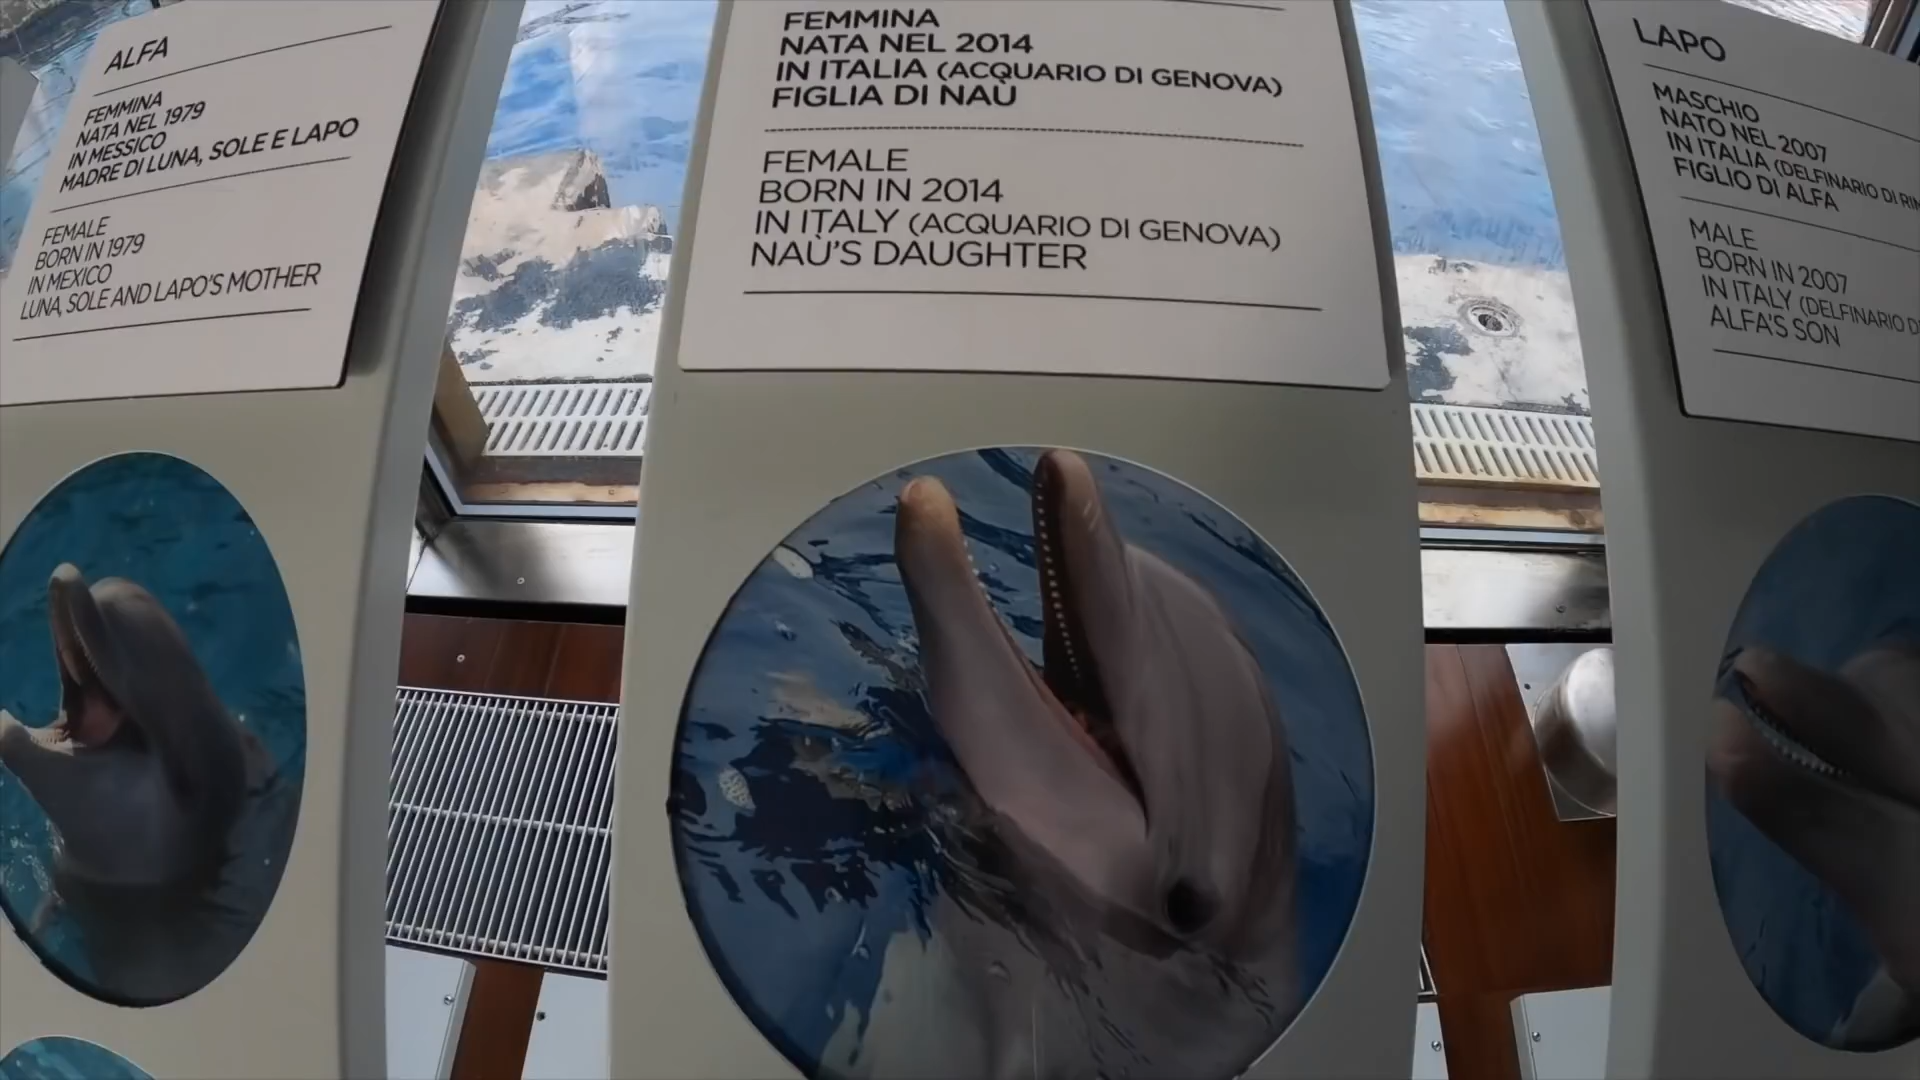 ALFA
FEMMINA
NATA NEL 1979
IN MESSICO
MADRE DI LUNA, SOLE E LAPO
FEMALE
BORN IN 1979
IN MEXICO
LUNA, SOLE AND LAPO'S MOTHER
FEMMINA
NATA NEL 2014
IN ITALIA (ACQUARIO DI GENOVA)
FIGLIA DI NAÙ
FEMALE
BORN IN 2014
IN ITALY (ACQUARIO DI GENOVA)
NAÙ'S DAUGHTER
LAPO
MASCHIO
NATO NEL 2007
IN ITALIA (DELFINARIO DI
FIGLIO DI ALFA
MALE
BORN IN 2007
IN ITALY (DELFINARIO
ALFA'S SON